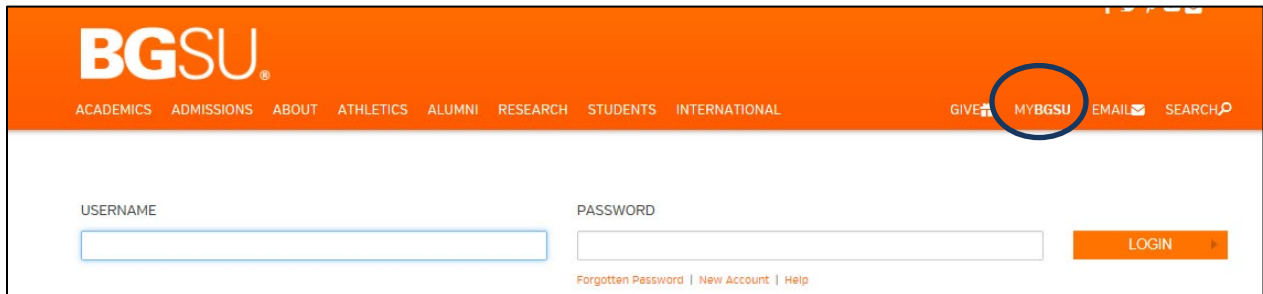 BGSU®
ACADEMICS ADMISSIONS ABOUT ATHLETICS ALUMNI RESEARCH STUDENTS INTERNATIONAL GIVE MYBGSU EMAIL SEARCH
USERNAME PASSWORD
LOGIN
Forgotten Password | New Account | Help